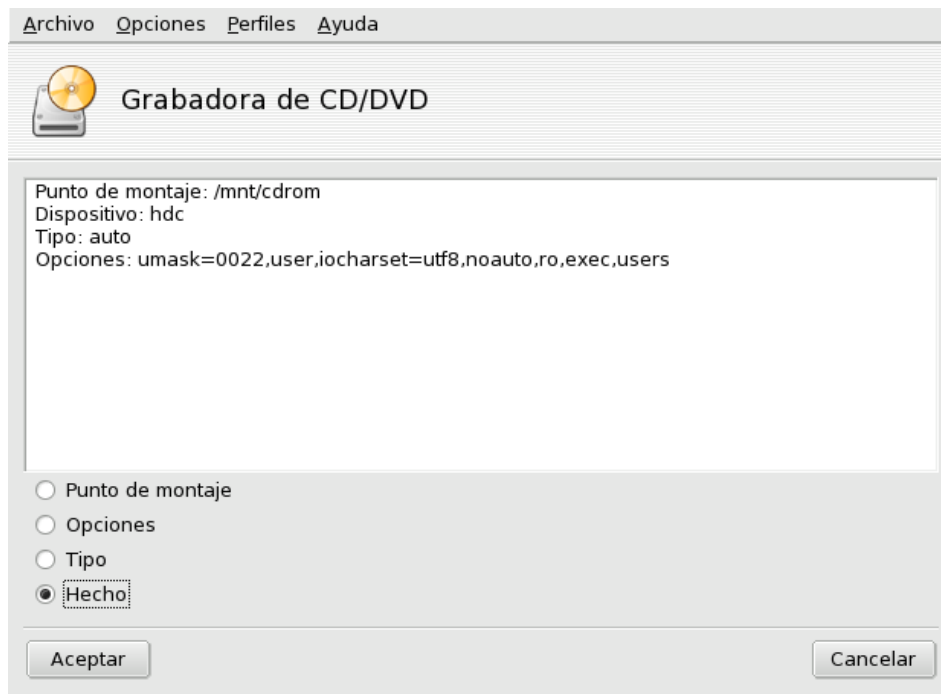 Archivo Opciones Perfiles Ayuda
Grabadora de CD/DVD
Punto de montaje: /mnt/cdrom
Dispositivo: hdc
Tipo: auto
Opciones: umask=0022,user,iocharset=utf8,noauto,ro,exec,users
Punto de montaje
Opciones
Tipo
Hecho
Aceptar Cancelar